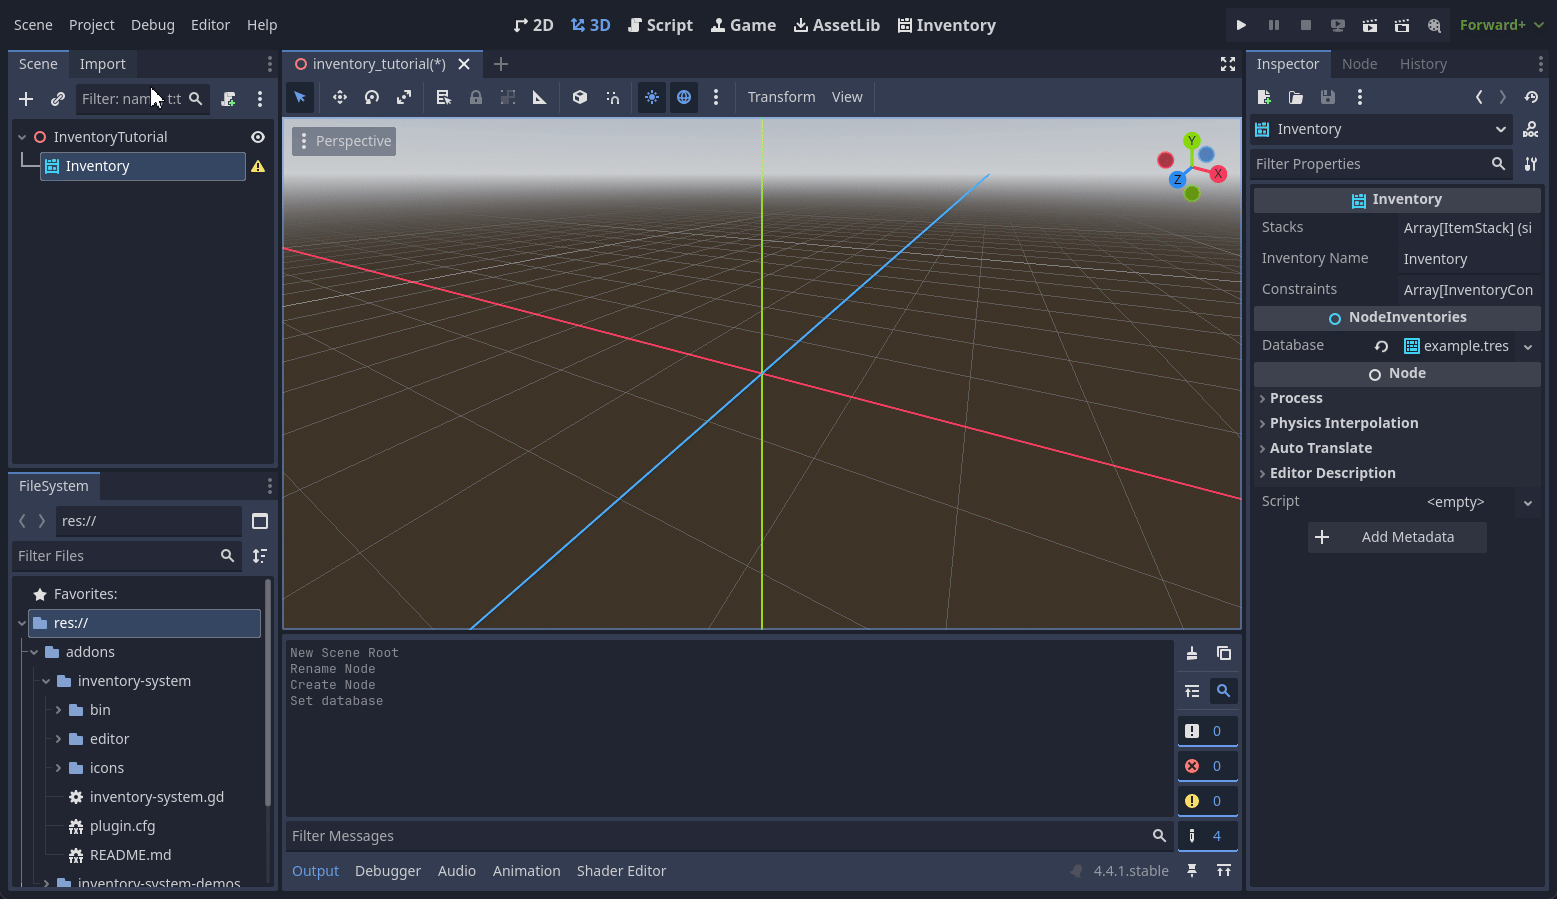 Scene Project Debug Editor Help
2D 3D Script Game AssetLib Inventory
Forward+
Scene Import
Filter: t:t
InventoryTutorial
Inventory
inventory_tutorial(*)
Transform View
Perspective
Y
X
Z
FileSystem
res://
Filter Files
Favorites:
res://
addons
inventory-system
bin
editor
icons
inventory-system.gd
plugin.cfg
README.md
inventory-system-demos
New Scene Root
Rename Node
Create Node
Set database
0
0
0
4
Filter Messages
Output Debugger Audio Animation Shader Editor
4.4.1.stable
Inspector Node History
Inventory
Filter Properties
Inventory
Stacks Array[ItemStack] (si
Inventory Name Inventory
Constraints Array[InventoryCon
NodeInventories
Database example.tres
Node
Process
Physics Interpolation
Auto Translate
Editor Description
Script <empty>
Add Metadata